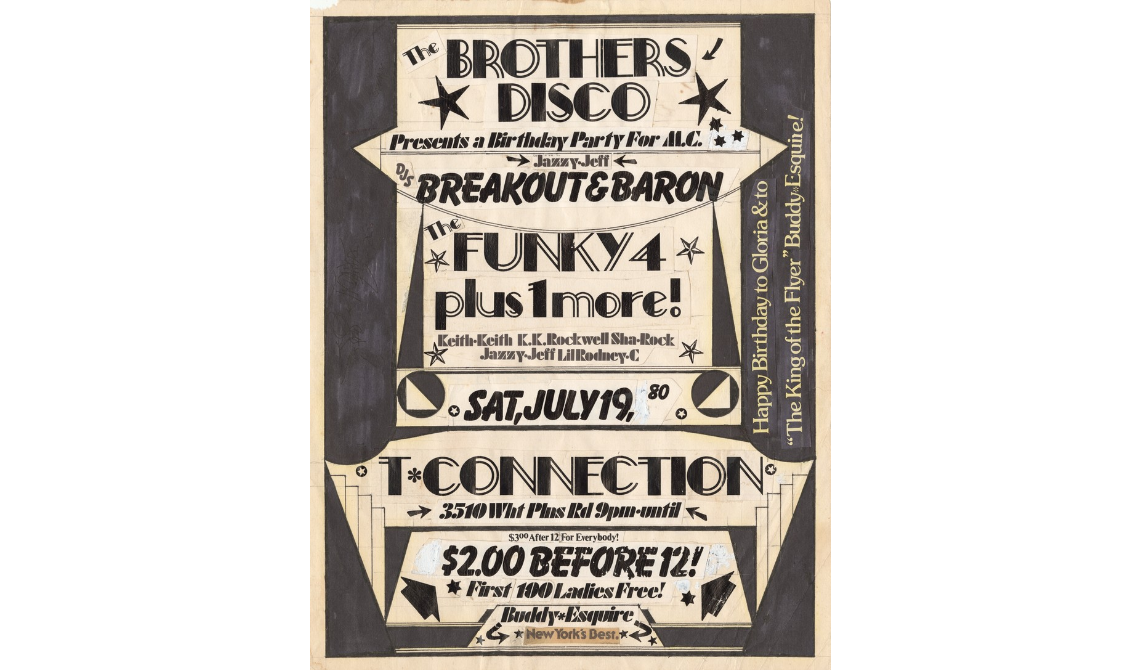 The
BROTHERS
DISCO
Presents a Birthday Party For M.C.
Jazzy-Jeff
DJS
BREAKOUT & BARON
The
FUNKY 4
plus 1 more!
Keith-Keith K.K. Rockwell Sha-Rock
Jazzy-Jeff Lil Rodney-C
SAT, JULY 19, 80
T*CONNECTION
3510 Wht Plns Rd 9pm-until
$3.00 After 12 For Everybody!
$2.00 BEFORE 12!
First 100 Ladies Free!
Buddy*Esquire
New York's Best.
Happy Birthday to Gloria & to
“The King of the Flyer” Buddy*Esquire!